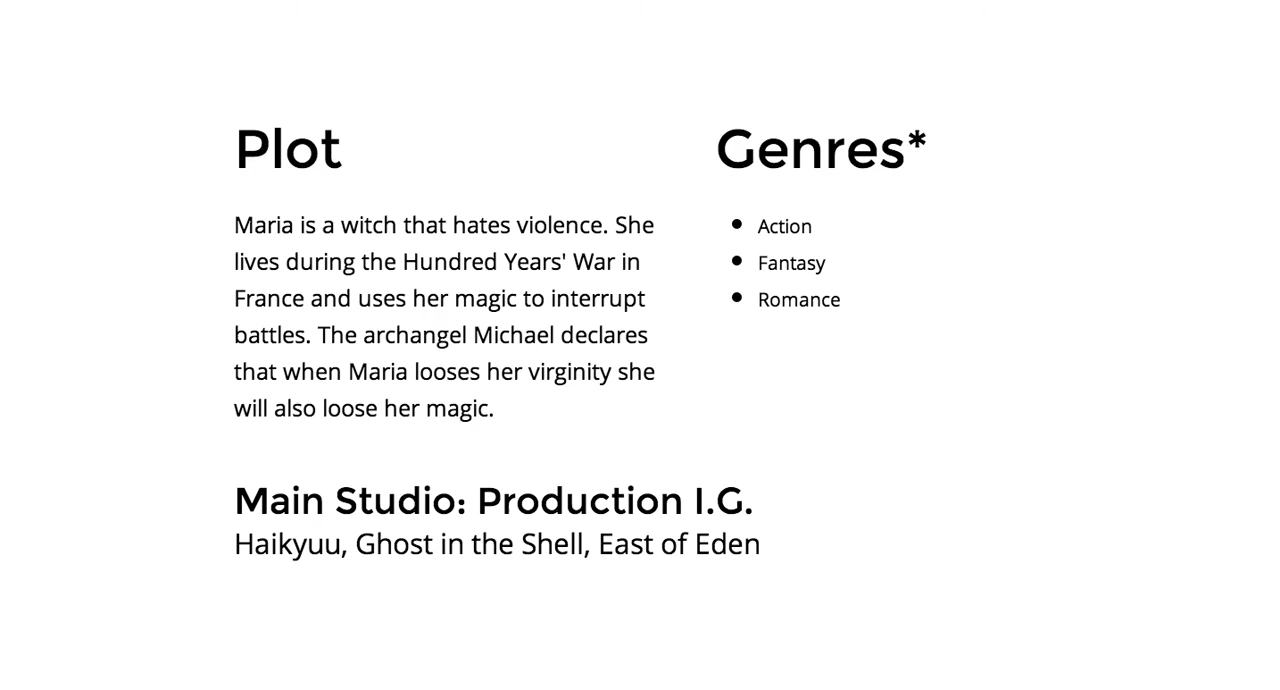 Plot
Maria is a witch that hates violence. She
lives during the Hundred Years' War in
France and uses her magic to interrupt
battles. The archangel Michael declares
that when Maria looses her virginity she
will also loose her magic.
Genres*
• Action
• Fantasy
• Romance
Main Studio: Production I.G.
Haikyuu, Ghost in the Shell, East of Eden